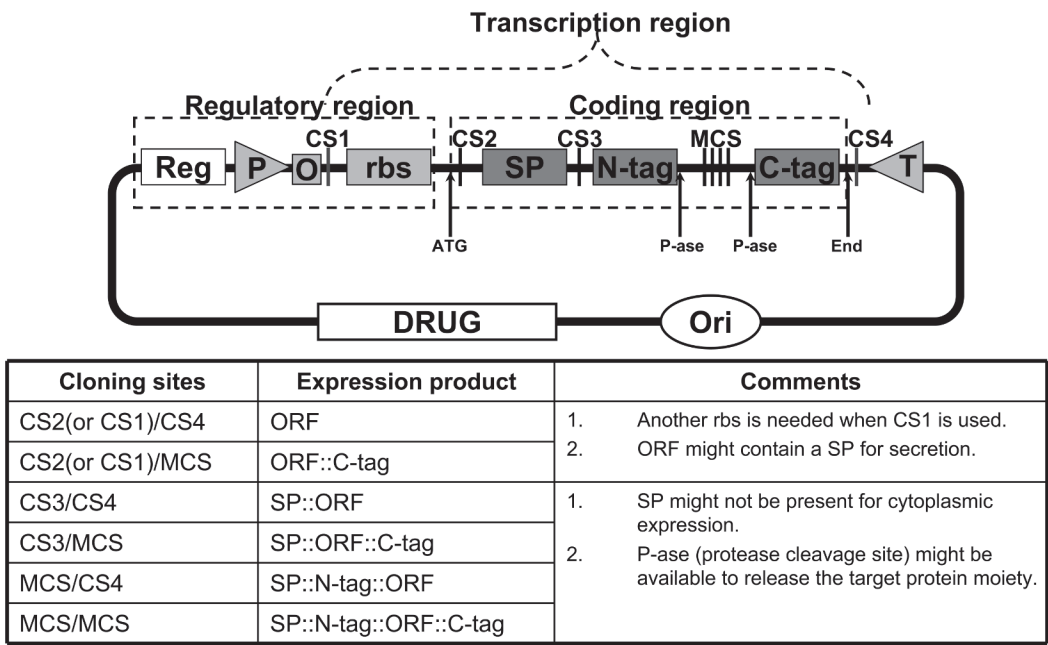 Transcription region
Regulatory region
Coding region
CS1
CS2
CS3
MCS
CS4
Reg
P
O
rbs
SP
N-tag
C-tag
T
ATG
P-ase
P-ase
End
DRUG
Ori
Cloning sites
Expression product
Comments
CS2(or CS1)/CS4
ORF
CS2(or CS1)/MCS
ORF::C-tag
1. Another rbs is needed when CS1 is used.
2. ORF might contain a SP for secretion.
CS3/CS4
SP::ORF
CS3/MCS
SP::ORF::C-tag
MCS/CS4
SP::N-tag::ORF
MCS/MCS
SP::N-tag::ORF::C-tag
1. SP might not be present for cytoplasmic
expression.
2. P-ase (protease cleavage site) might be
available to release the target protein moiety.